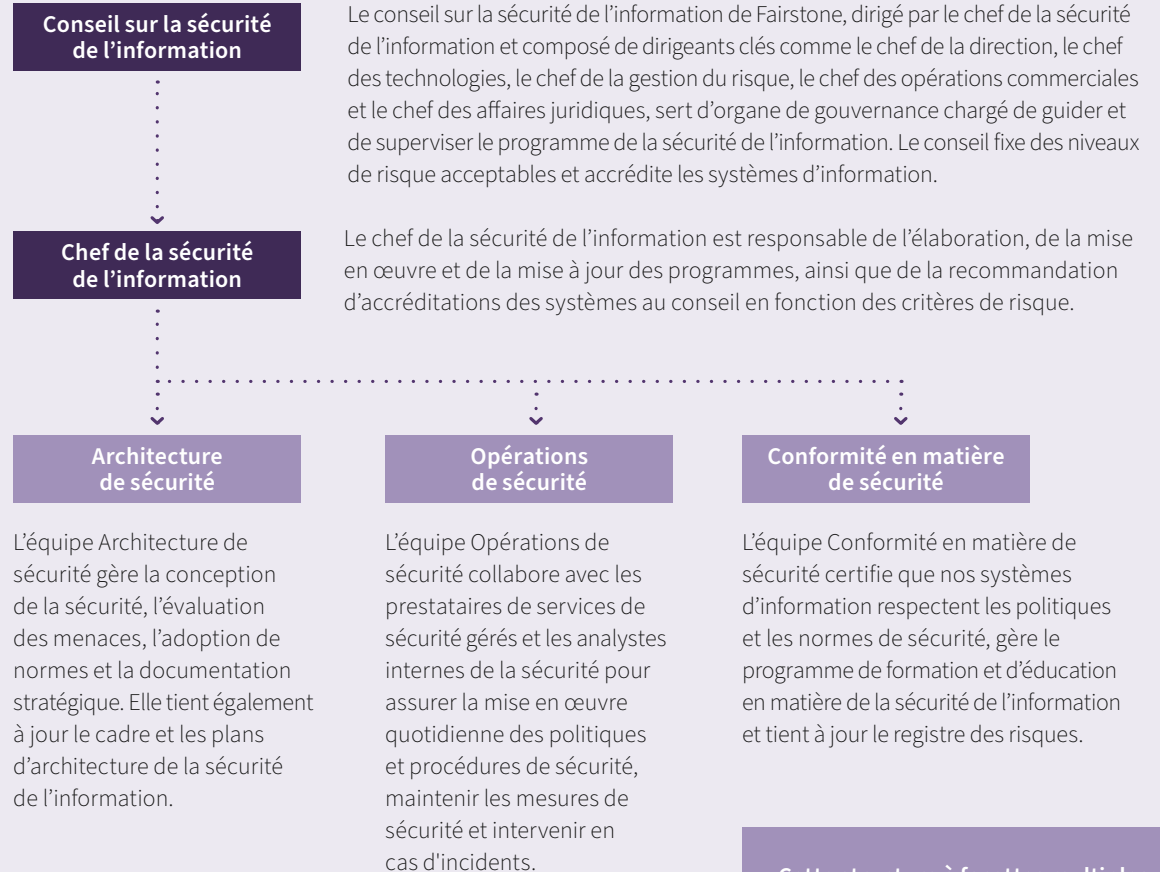 Conseil sur la sécurité
de l’information
Le conseil sur la sécurité de l’information de Fairstone, dirigé par le chef de la sécurité
de l’information et composé de dirigeants clés comme le chef de la direction, le chef
des technologies, le chef de la gestion du risque, le chef des opérations commerciales
et le chef des affaires juridiques, sert d’organe de gouvernance chargé de guider et
de superviser le programme de la sécurité de l’information. Le conseil fixe des niveaux
de risque acceptables et accrédite les systèmes d’information.
Chef de la sécurité
de l’information
Le chef de la sécurité de l’information est responsable de l’élaboration, de la mise
en œuvre et de la mise à jour des programmes, ainsi que de la recommandation
d’accréditations des systèmes au conseil en fonction des critères de risque.
Architecture
de sécurité
L’équipe Architecture de
sécurité gère la conception
de la sécurité, l’évaluation
des menaces, l’adoption de
normes et la documentation
stratégique. Elle tient également
à jour le cadre et les plans
d’architecture de la sécurité
de l’information.
Opérations
de sécurité
L’équipe Opérations de
sécurité collabore avec les
prestataires de services de
sécurité gérés et les analystes
internes de la sécurité pour
assurer la mise en œuvre
quotidienne des politiques
et procédures de sécurité,
maintenir les mesures de
sécurité et intervenir en
cas d'incidents.
Conformité en matière
de sécurité
L’équipe Conformité en matière de
sécurité certifie que nos systèmes
d’information respectent les politiques
et les normes de sécurité, gère le
programme de formation et d’éducation
en matière de la sécurité de l’information
et tient à jour le registre des risques.